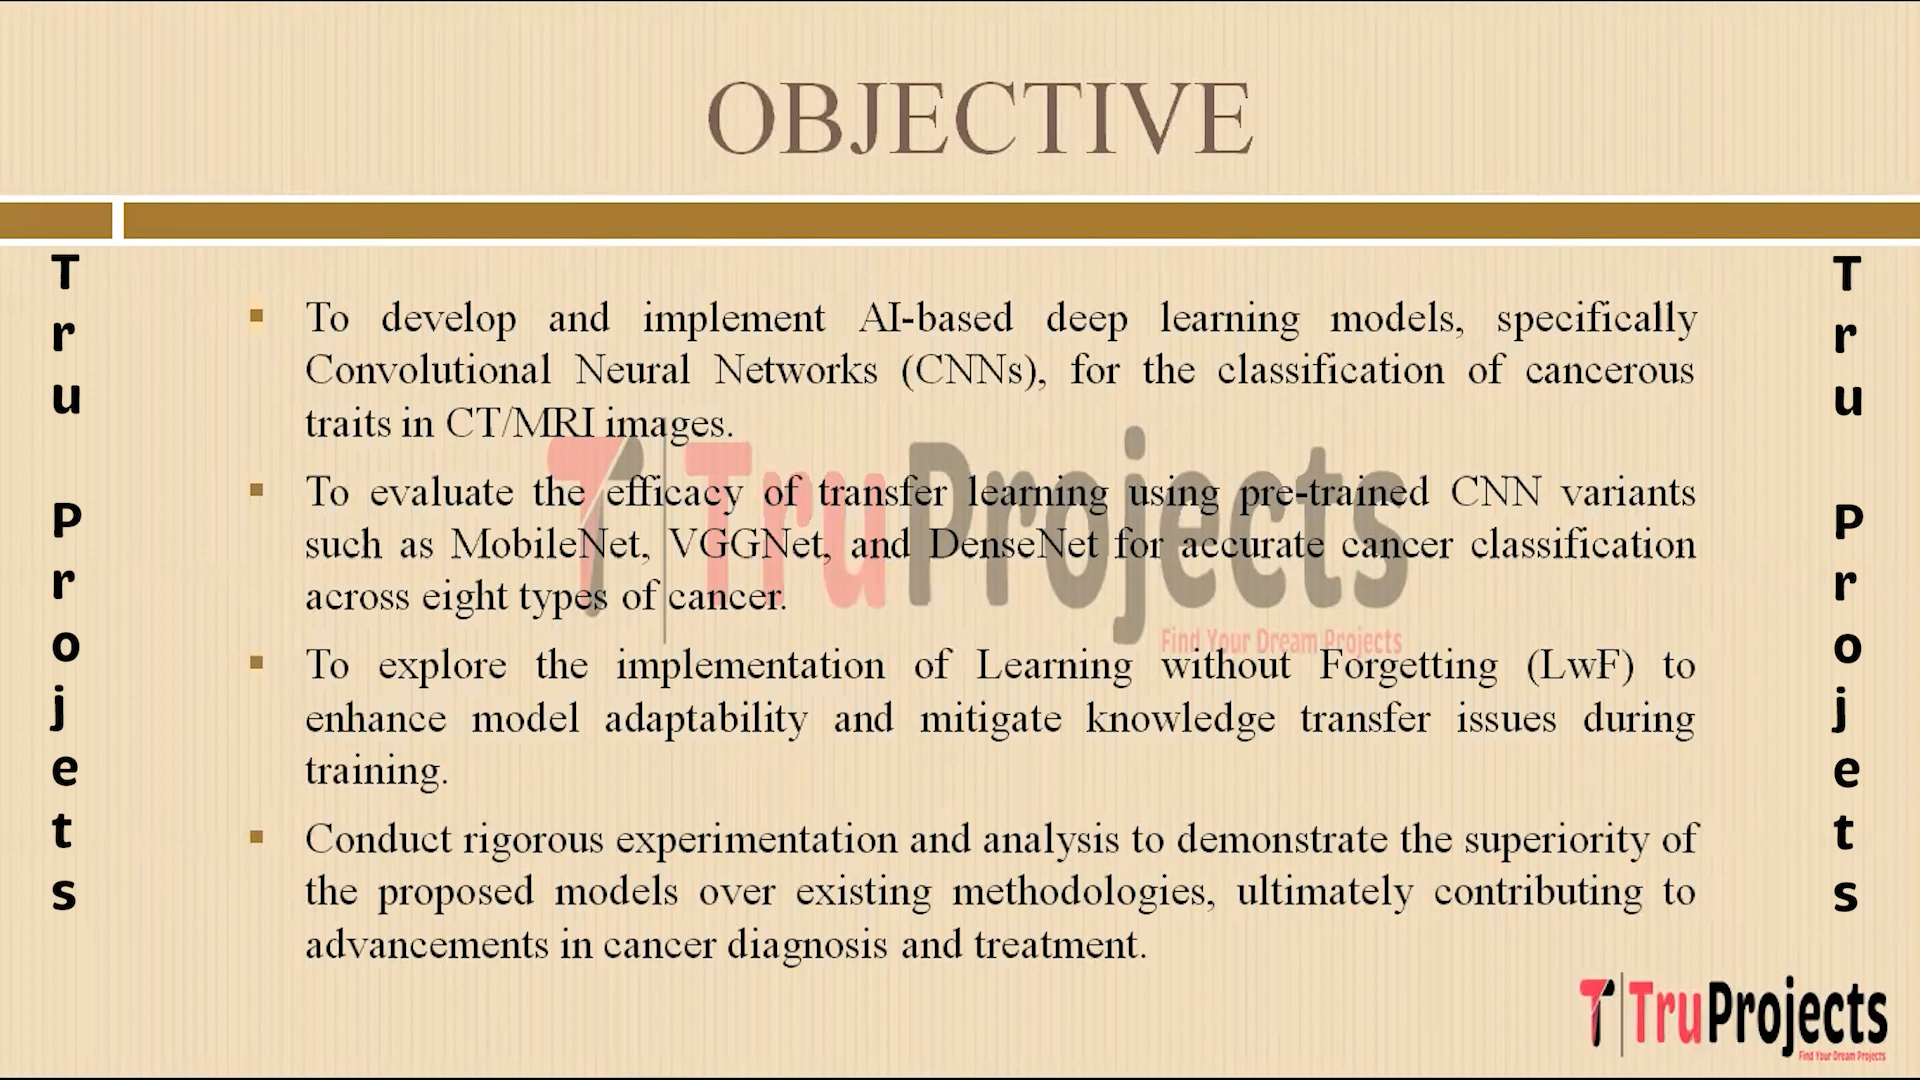 OBJECTIVE
T
r
u
P
r
o
j
e
t
s
To develop and implement AI-based deep learning models, specifically
Convolutional Neural Networks (CNNs), for the classification of cancerous
traits in CT/MRI images.
To evaluate the efficacy of transfer learning using pre-trained CNN variants
such as MobileNet, VGGNet, and DenseNet for accurate cancer classification
across eight types of cancer.
To explore the implementation of Learning without Forgetting (LwF) to
enhance model adaptability and mitigate knowledge transfer issues during
training.
Conduct rigorous experimentation and analysis to demonstrate the superiority of
the proposed models over existing methodologies, ultimately contributing to
advancements in cancer diagnosis and treatment.
TruProjects
Find Your Dream Projects
T
r
u
P
r
o
j
e
t
s
TruProjects
Find Your Dream Projects